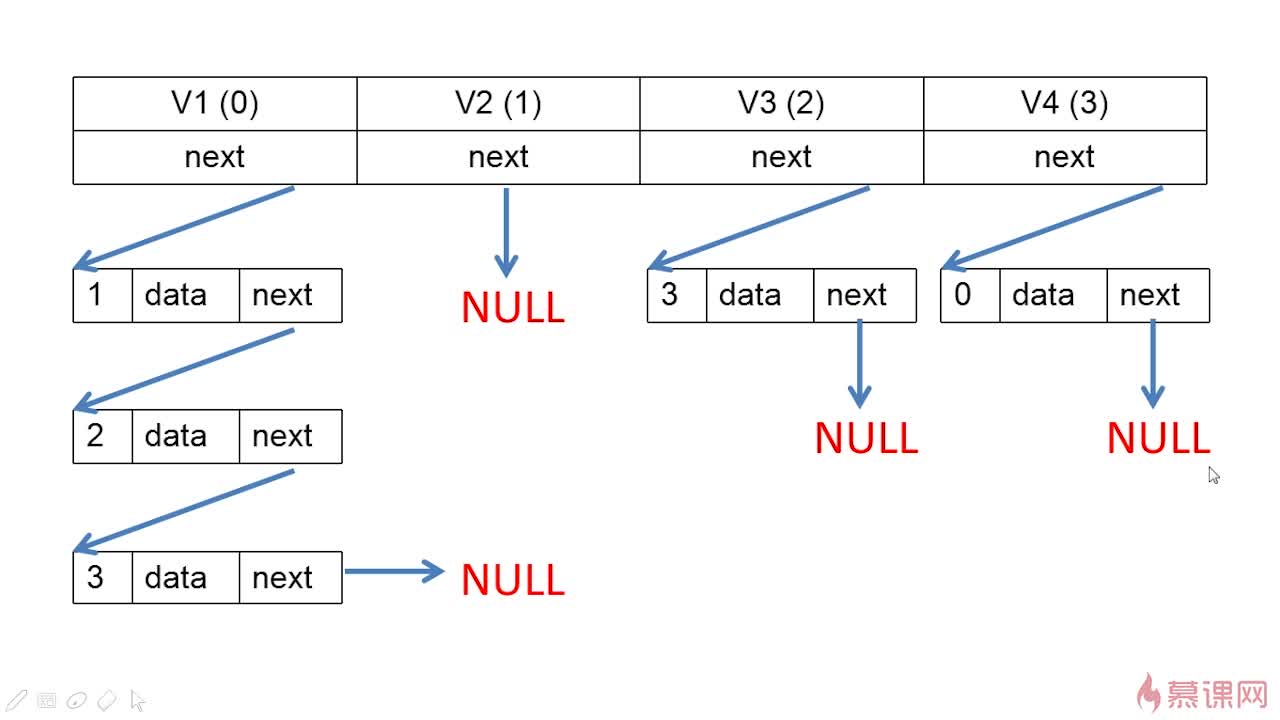 V1 (0) V2 (1) V3 (2) V4 (3)
next next next next
1 data next NULL 3 data next 0 data next
2 data next NULL NULL
3 data next NULL
慕课网